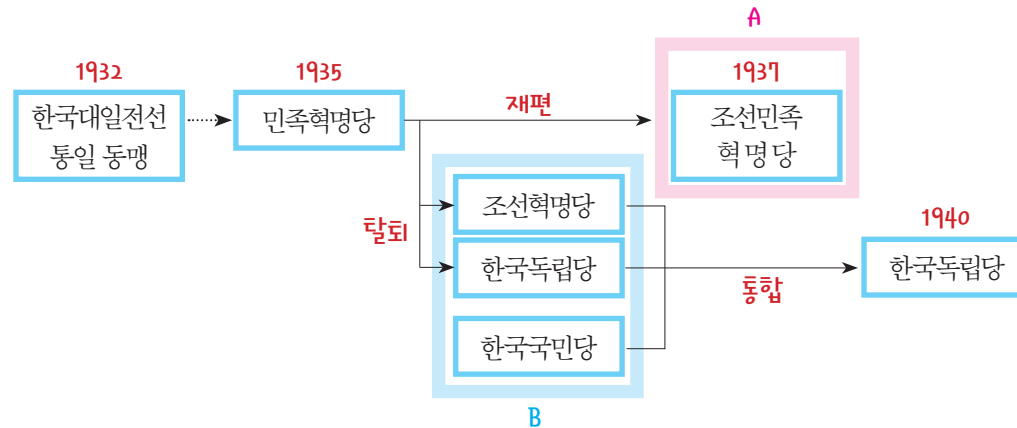 A
1932
1935
1937
한국대일전선
통일 동맹
민족혁명당
재편
조선민족
혁명당
탈퇴
조선혁명당
한국독립당
한국국민당
통합
1940
한국독립당
B